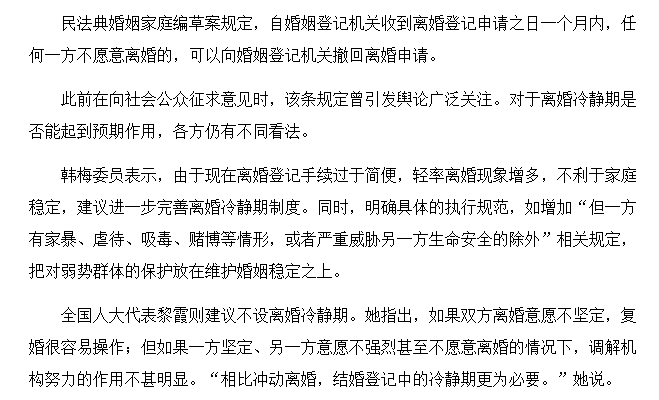 民法典婚姻家庭编草案规定，自婚姻登记机关收到离婚登记申请之日一个月内，任
何一方不愿意离婚的，可以向婚姻登记机关撤回离婚申请。
此前在向社会公众征求意见时，该条规定曾引发舆论广泛关注。对于离婚冷静期是
否能起到预期作用，各方仍有不同看法。
韩梅委员表示，由于现在离婚登记手续过于简便，轻率离婚现象增多，不利于家庭
稳定，建议进一步完善离婚冷静期制度。同时，明确具体的执行规范，如增加“但一方
有家暴、虐待、吸毒、赌博等情形，或者严重威胁另一方生命安全的除外”相关规定，
把对弱势群体的保护放在维护婚姻稳定之上。
全国人大代表黎霞则建议不设离婚冷静期。她指出，如果双方离婚意愿不坚定，复
婚很容易操作；但如果一方坚定、另一方意愿不强烈甚至不愿意离婚的情况下，调解机
构努力的作用不甚明显。“相比冲动离婚，结婚登记中的冷静期更为必要。”她说。